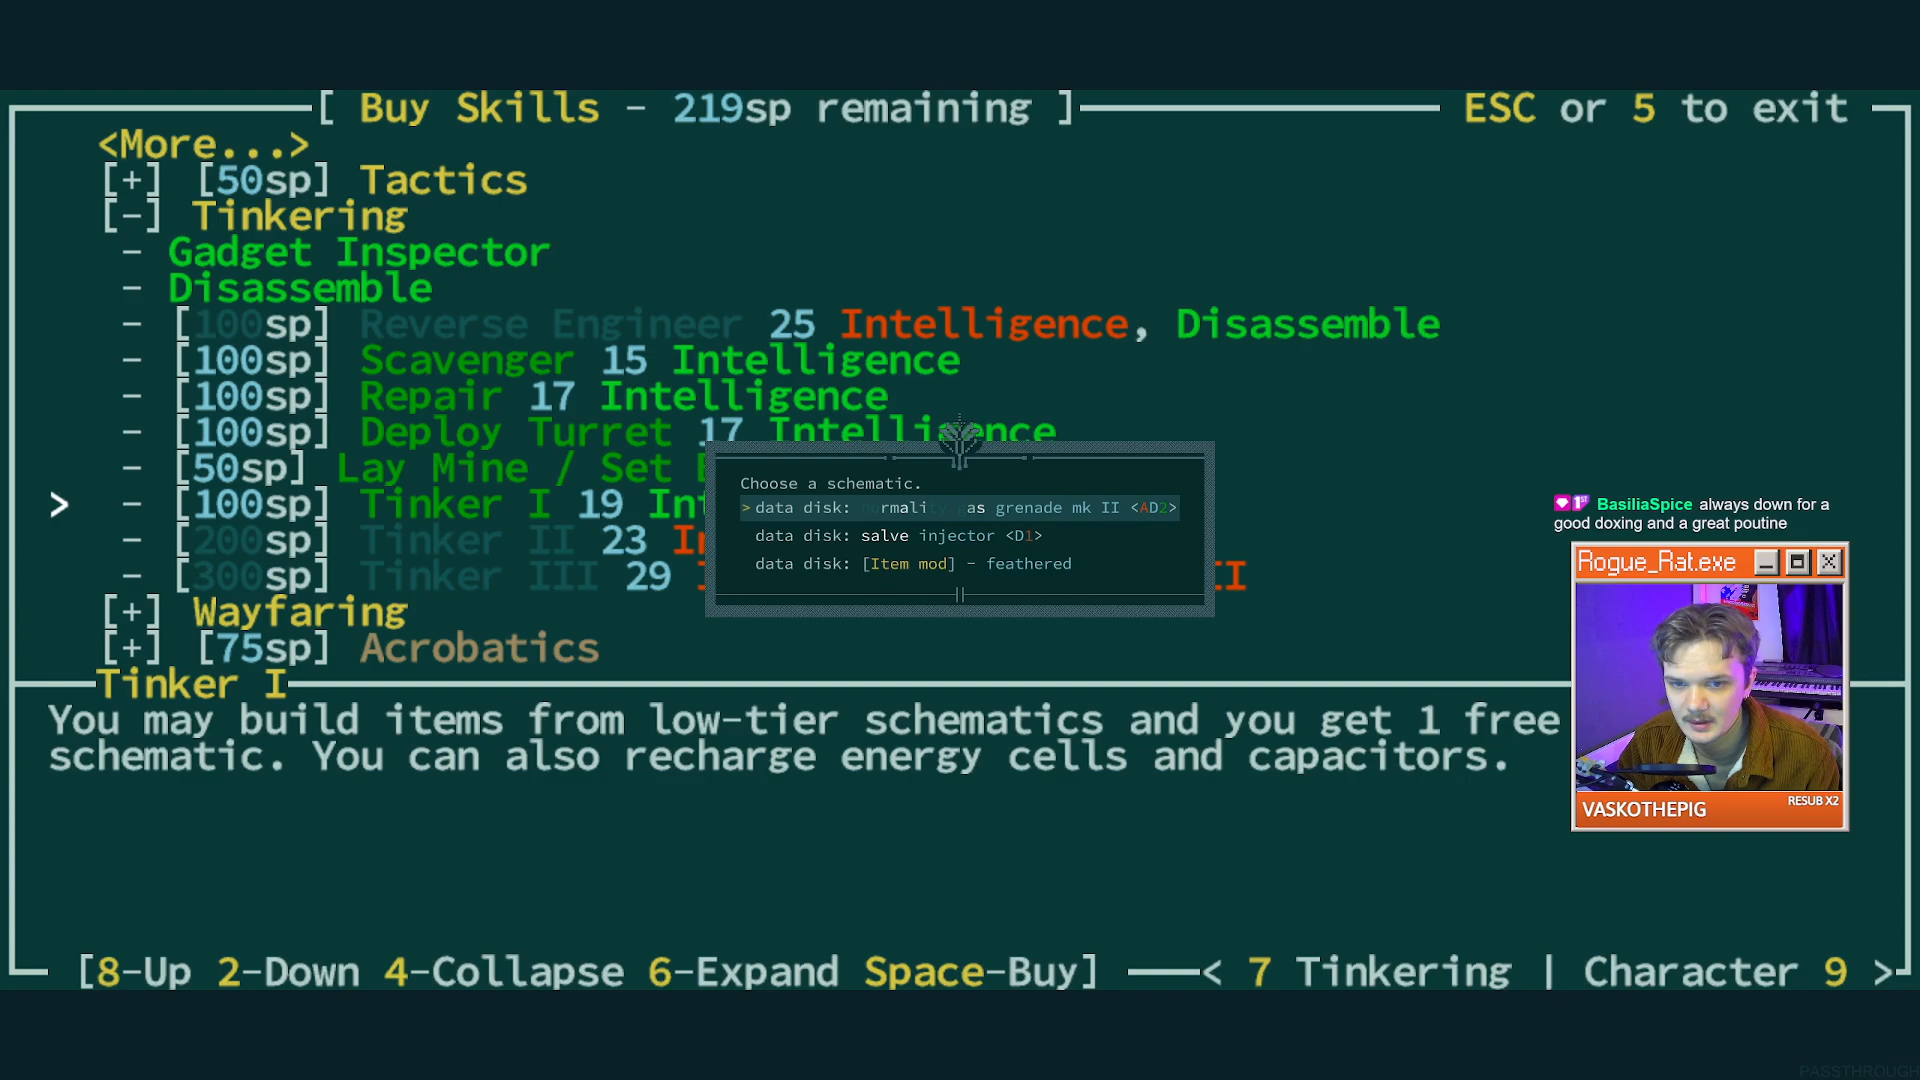 [ Buy Skills - 219sp remaining ] ESC or 5 to exit
<More...>
[+] [50sp] Tactics
[-] Tinkering
- Gadget Inspector
- Disassemble
- [100sp] Reverse Engineer 25 Intelligence, Disassemble
- [100sp] Scavenger 15 Intelligence
- [100sp] Repair 17 Intelligence
- [100sp] Deploy Turret 17 Intelligence
- [50sp] Lay Mine / Set
> - [100sp] Tinker I 19
- [200sp] Tinker II 23
- [300sp] Tinker III 29
[+] Wayfaring
[+] [75sp] Acrobatics
Choose a schematic.
> data disk: normality gas grenade mk II <AD2>
data disk: salve injector <D1>
data disk: [Item mod] - feathered
BasiliaSpice always down for a
good doxing and a great poutine
Rogue_Rat.exe
VASKOTHEPIG RESUB X2
Tinker I
You may build items from low-tier schematics and you get 1 free
schematic. You can also recharge energy cells and capacitors.
[8-Up 2-Down 4-Collapse 6-Expand Space-Buy] < 7 Tinkering | Character 9 >
PASSTHROUGH